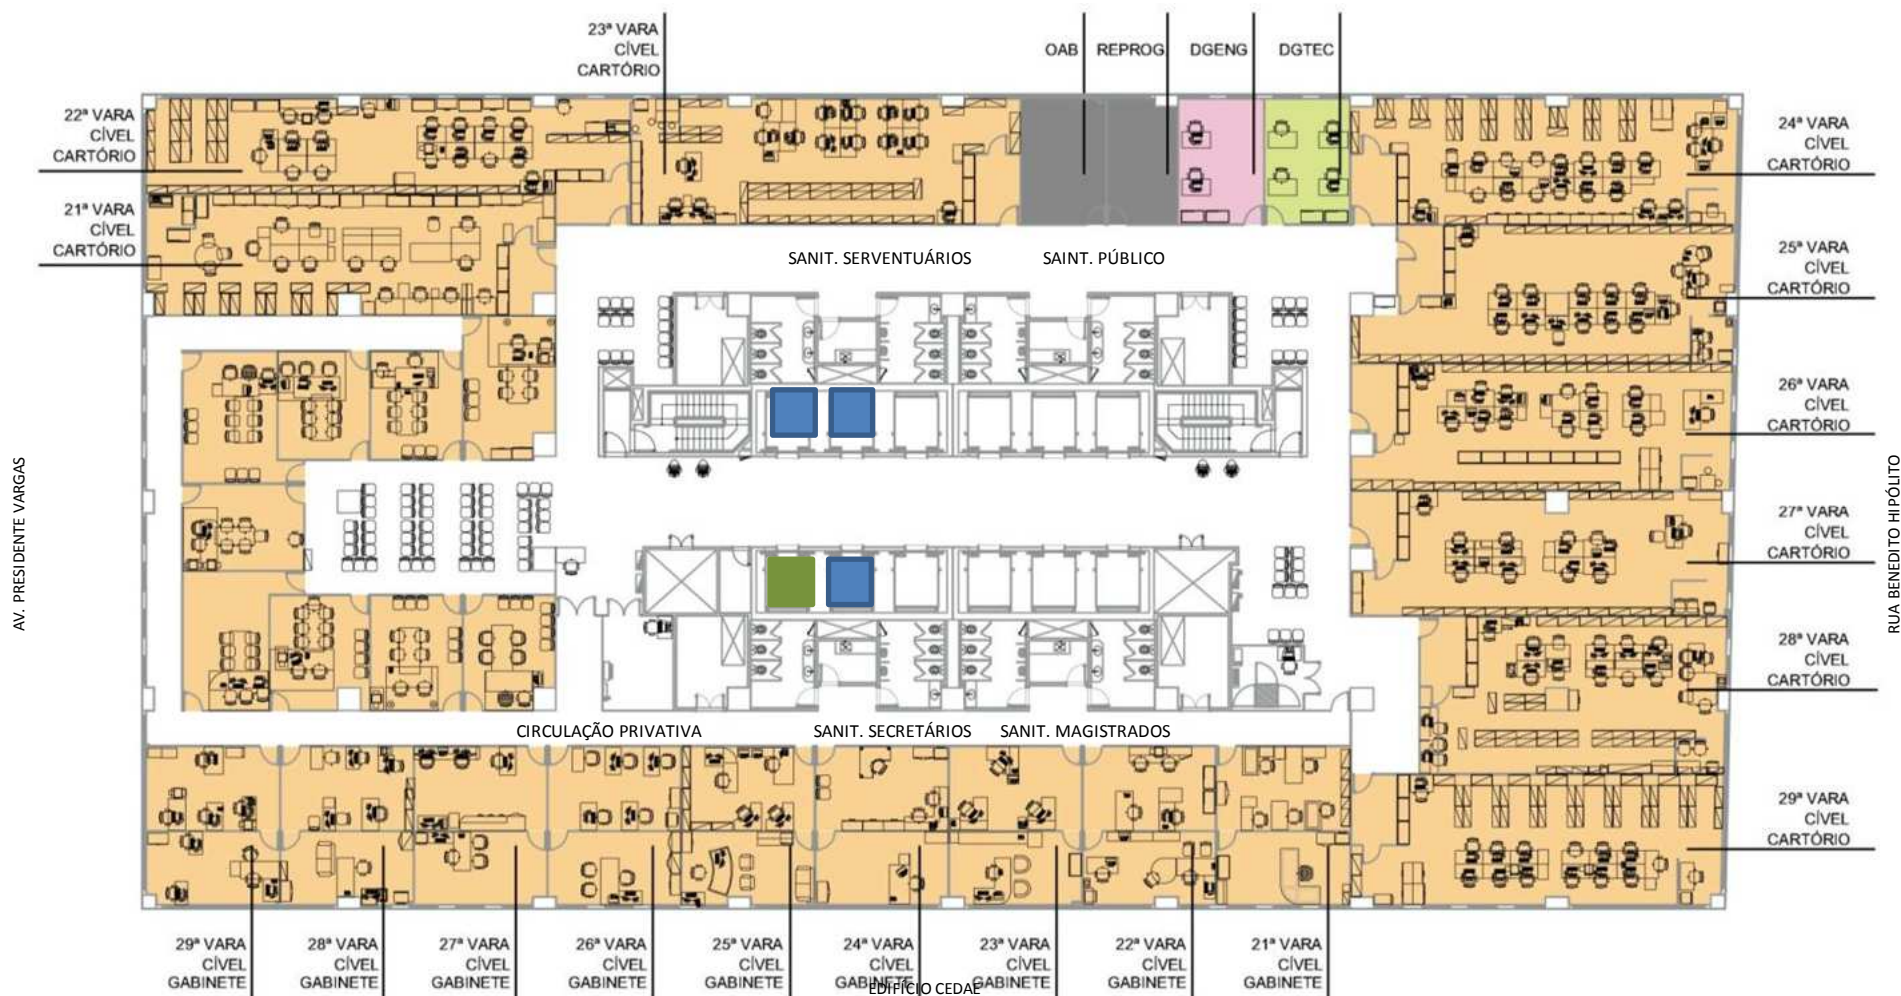 23ª VARA
CÍVEL
CARTÓRIO
OAB
REPROG
DGENG
DGTEC
22ª VARA
CÍVEL
CARTÓRIO
24ª VARA
CÍVEL
CARTÓRIO
21ª VARA
CÍVEL
CARTÓRIO
25ª VARA
CÍVEL
CARTÓRIO
SANIT. SERVENTUÁRIOS
SAINT. PÚBLICO
26ª VARA
CÍVEL
CARTÓRIO
AV. PRESIDENTE VARGAS
RUA BENEDITO HIPÓLITO
27ª VARA
CÍVEL
CARTÓRIO
28ª VARA
CÍVEL
CARTÓRIO
CIRCULAÇÃO PRIVATIVA
SANIT. SECRETÁRIOS
SANIT. MAGISTRADOS
29ª VARA
CÍVEL
CARTÓRIO
29ª VARA
CÍVEL
GABINETE
28ª VARA
CÍVEL
GABINETE
27ª VARA
CÍVEL
GABINETE
26ª VARA
CÍVEL
GABINETE
25ª VARA
CÍVEL
GABINETE
24ª VARA
CÍVEL
GABINETE
23ª VARA
CÍVEL
GABINETE
22ª VARA
CÍVEL
GABINETE
21ª VARA
CÍVEL
GABINETE
EDIFÍCIO CEDAE